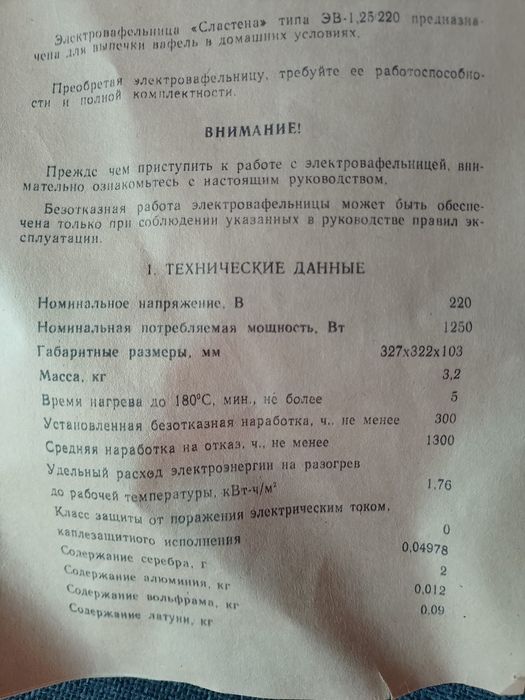 Электровафельница «Сластена» типа ЭВ-1,25/220 предназна-
чена для выпечки вафель в домашних условиях.
Преобретая электровафельницу, требуйте ее работоспособно-
сти и полной комплектности.
ВНИМАНИЕ!
Прежде чем приступить к работе с электровафельницей, вни-
мательно ознакомьтесь с настоящим руководством.
Безотказная работа электровафельницы может быть обеспе-
чена только при соблюдении указанных в руководстве правил эк-
сплуатации.
1. ТЕХНИЧЕСКИЕ ДАННЫЕ
Номинальное напряжение, В 220
Номинальная потребляемая мощность, Вт 1250
Габаритные размеры, мм 327х322х103
Масса, кг 3,2
Время нагрева до 180°С, мин., не более 5
Установленная безотказная наработка, ч., не менее 300
Средняя наработка на отказ, ч., не менее 1300
Удельный расход электроэнергии на разогрев
до рабочей температуры, кВт-ч/м² 1,76
Класс защиты от поражения электрическим током,
каплезащитного исполнения 0
Содержание серебра, г 0,04978
Содержание алюминия, кг 2
Содержание вольфрама, кг 0,012
Содержание латуни, кг 0,09